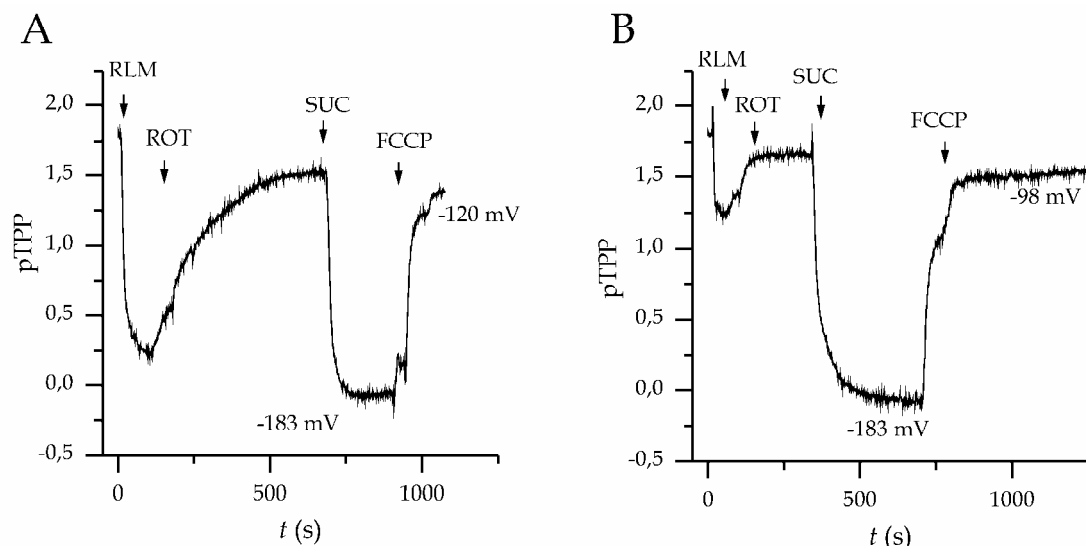 A
RLM
ROT
SUC
FCCP
2,0
1,5
1,0
0,5
0,0
-0,5
pTPP
-120 mV
-183 mV
0
500
1000
t (s)
B
RLM
ROT
SUC
FCCP
2,0
1,5
1,0
0,5
0,0
-0,5
pTPP
-98 mV
-183 mV
0
500
1000
t (s)